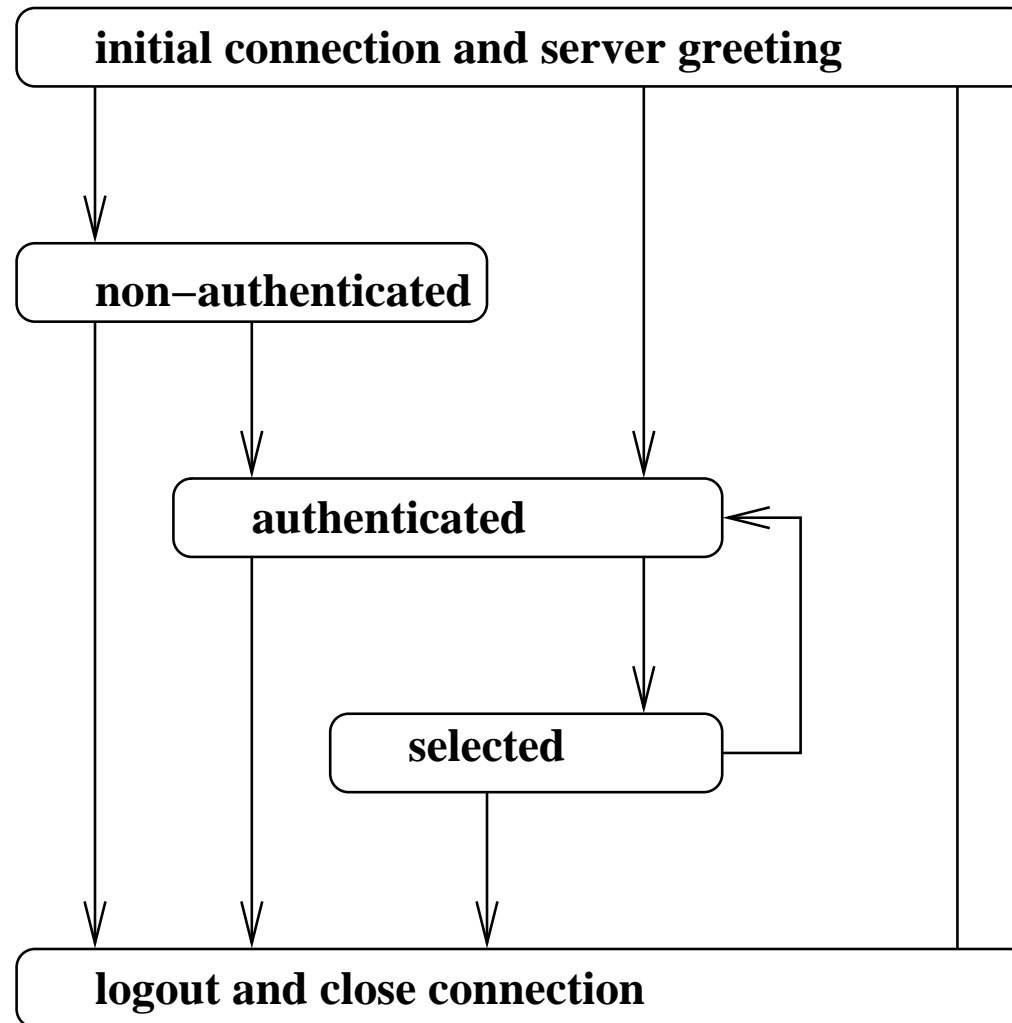 initial connection and server greeting
non−authenticated
authenticated
selected
logout and close connection